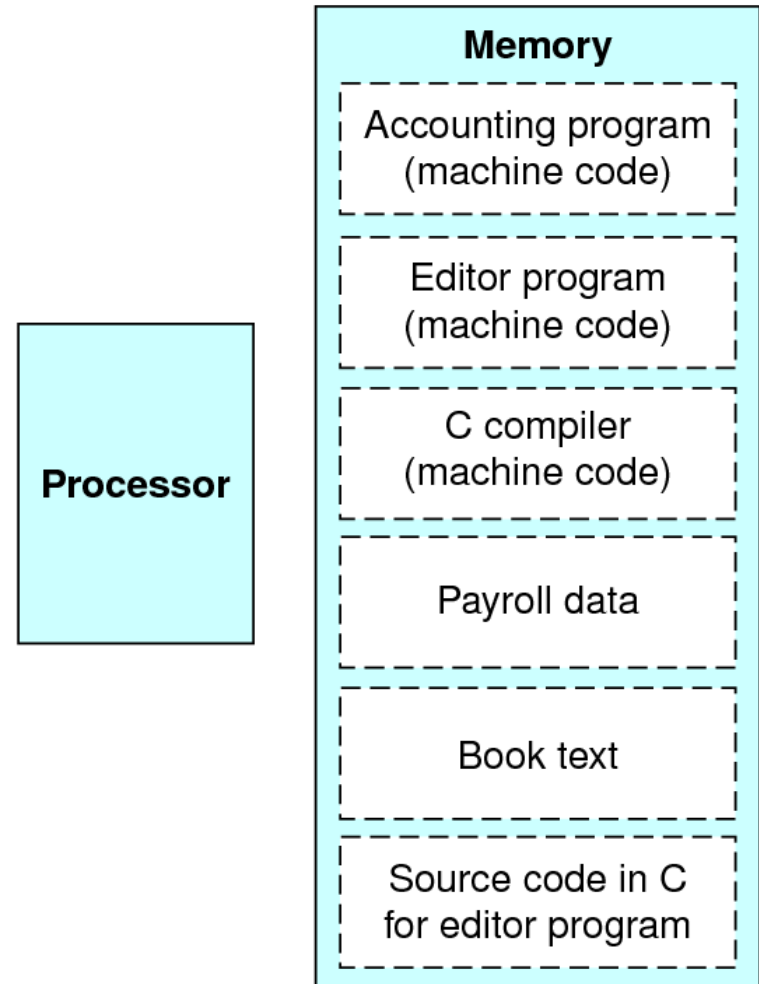 Memory
Accounting program
(machine code)
Editor program
(machine code)
C compiler
(machine code)
Processor
Payroll data
Book text
Source code in C
for editor program